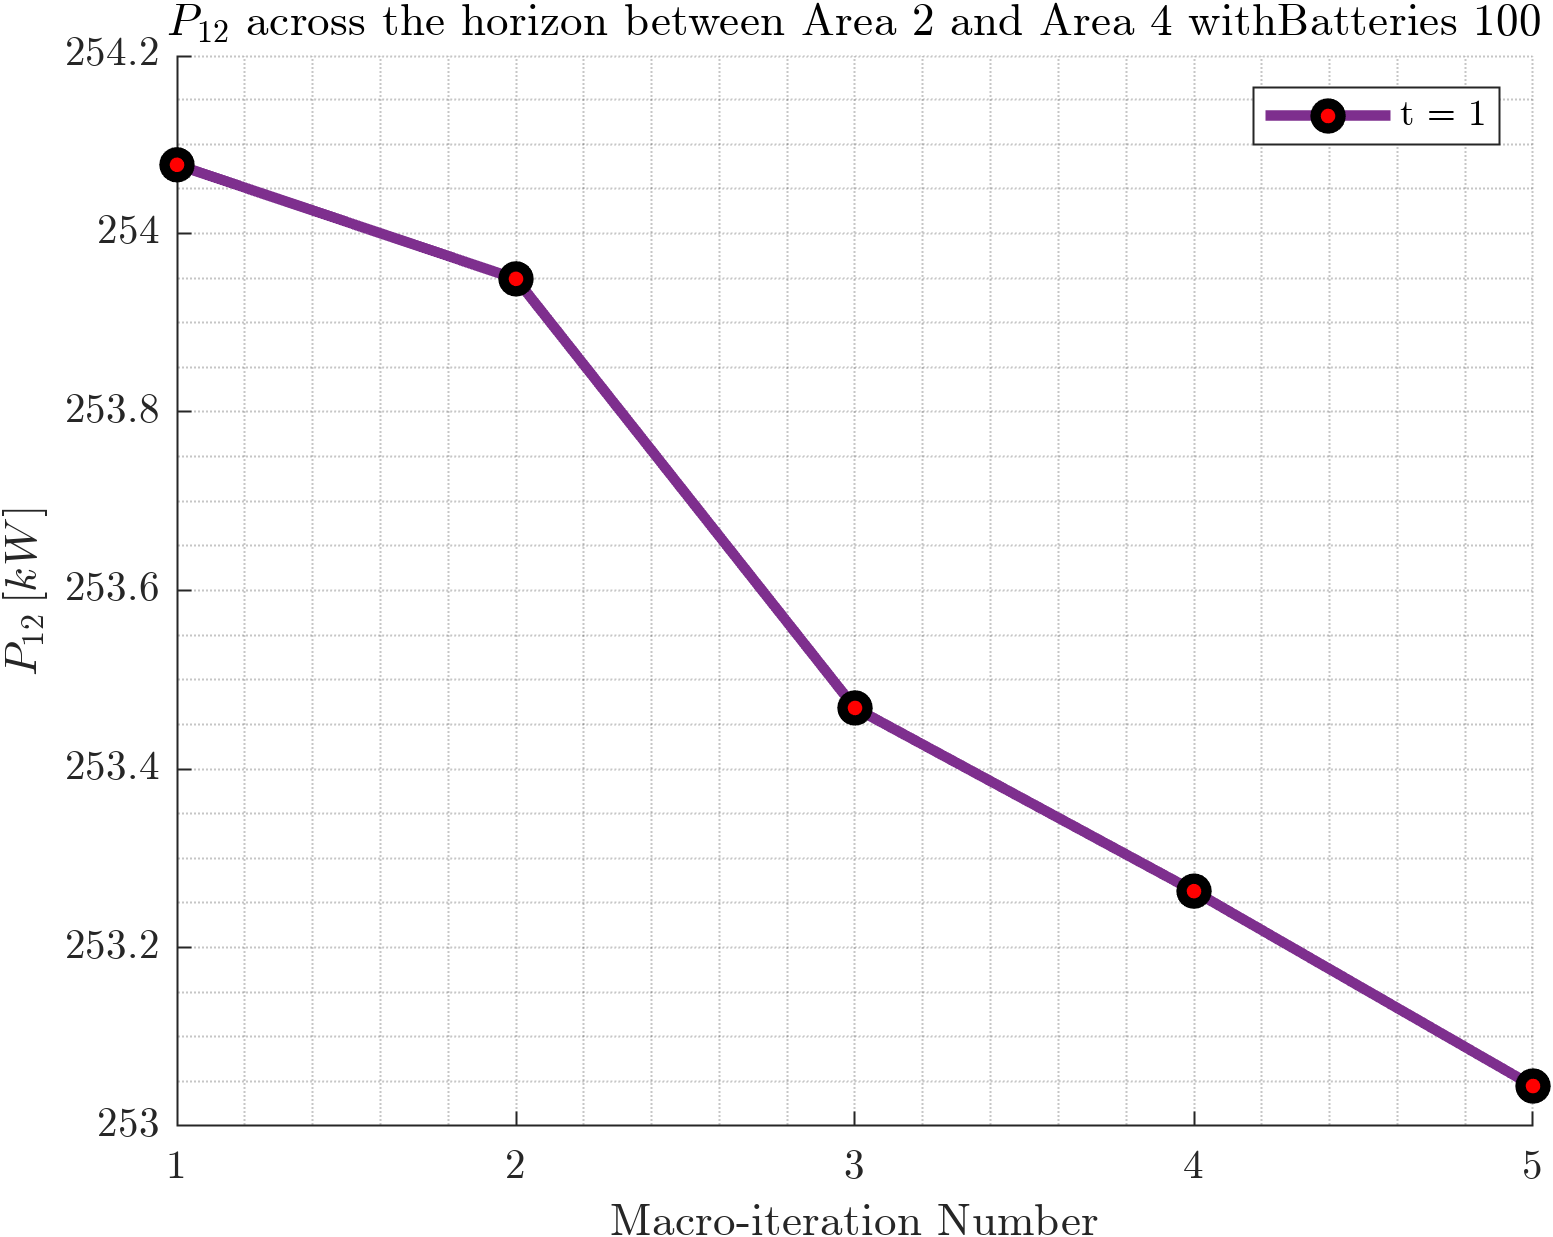 P₁₂ across the horizon between Area 2 and Area 4 withBatteries 100
t = 1
254.2
254
253.8
253.6
253.4
253.2
253
P₁₂ [kW]
1 2 3 4 5
Macro-iteration Number